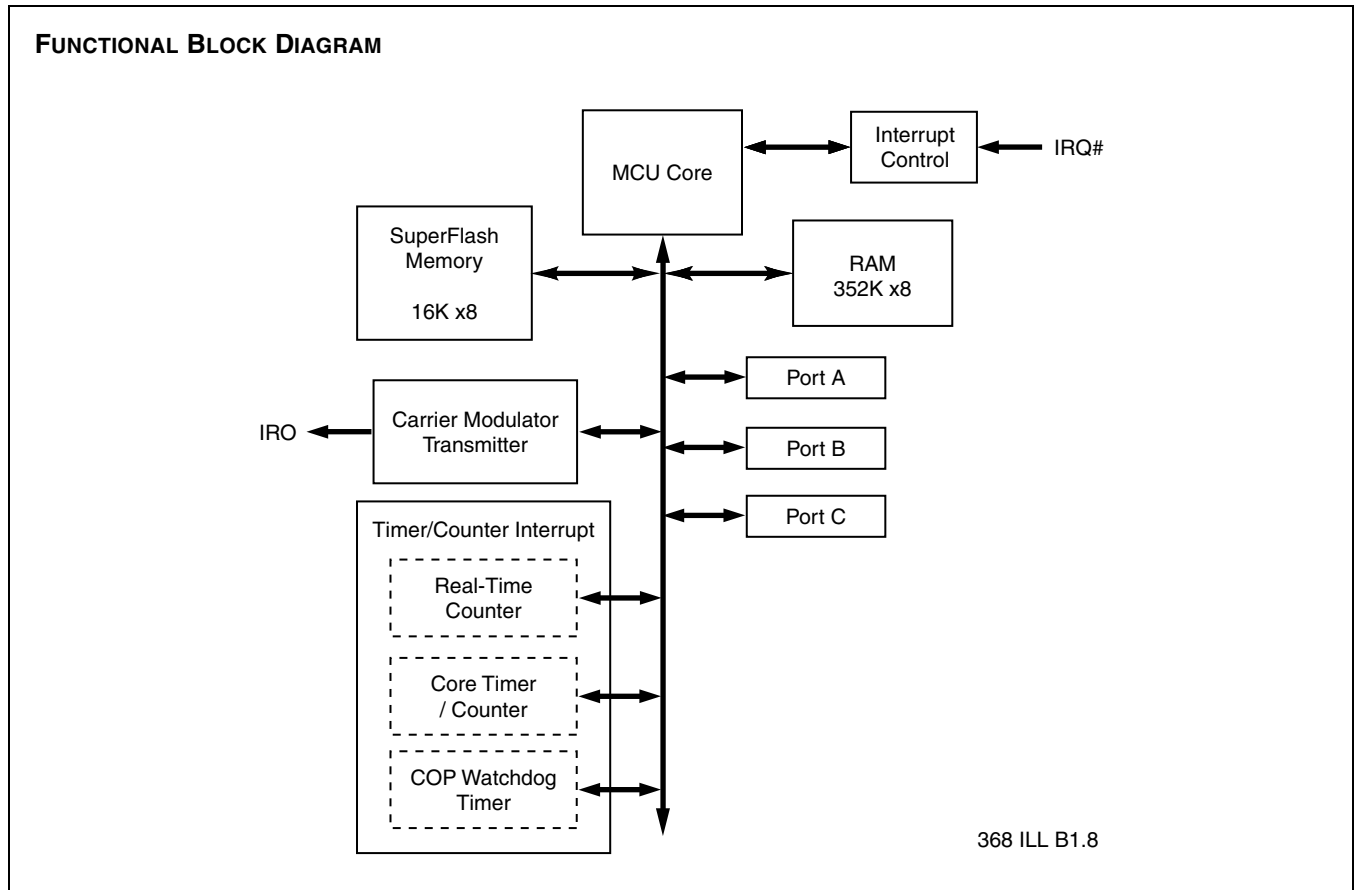 FUNCTIONAL BLOCK DIAGRAM
MCU Core
Interrupt
Control
IRQ#
SuperFlash
Memory
16K x8
RAM
352K x8
Port A
Carrier Modulator
Transmitter
IRO
Port B
Port C
Timer/Counter Interrupt
Real-Time
Counter
Core Timer
/ Counter
COP Watchdog
Timer
368 ILL B1.8